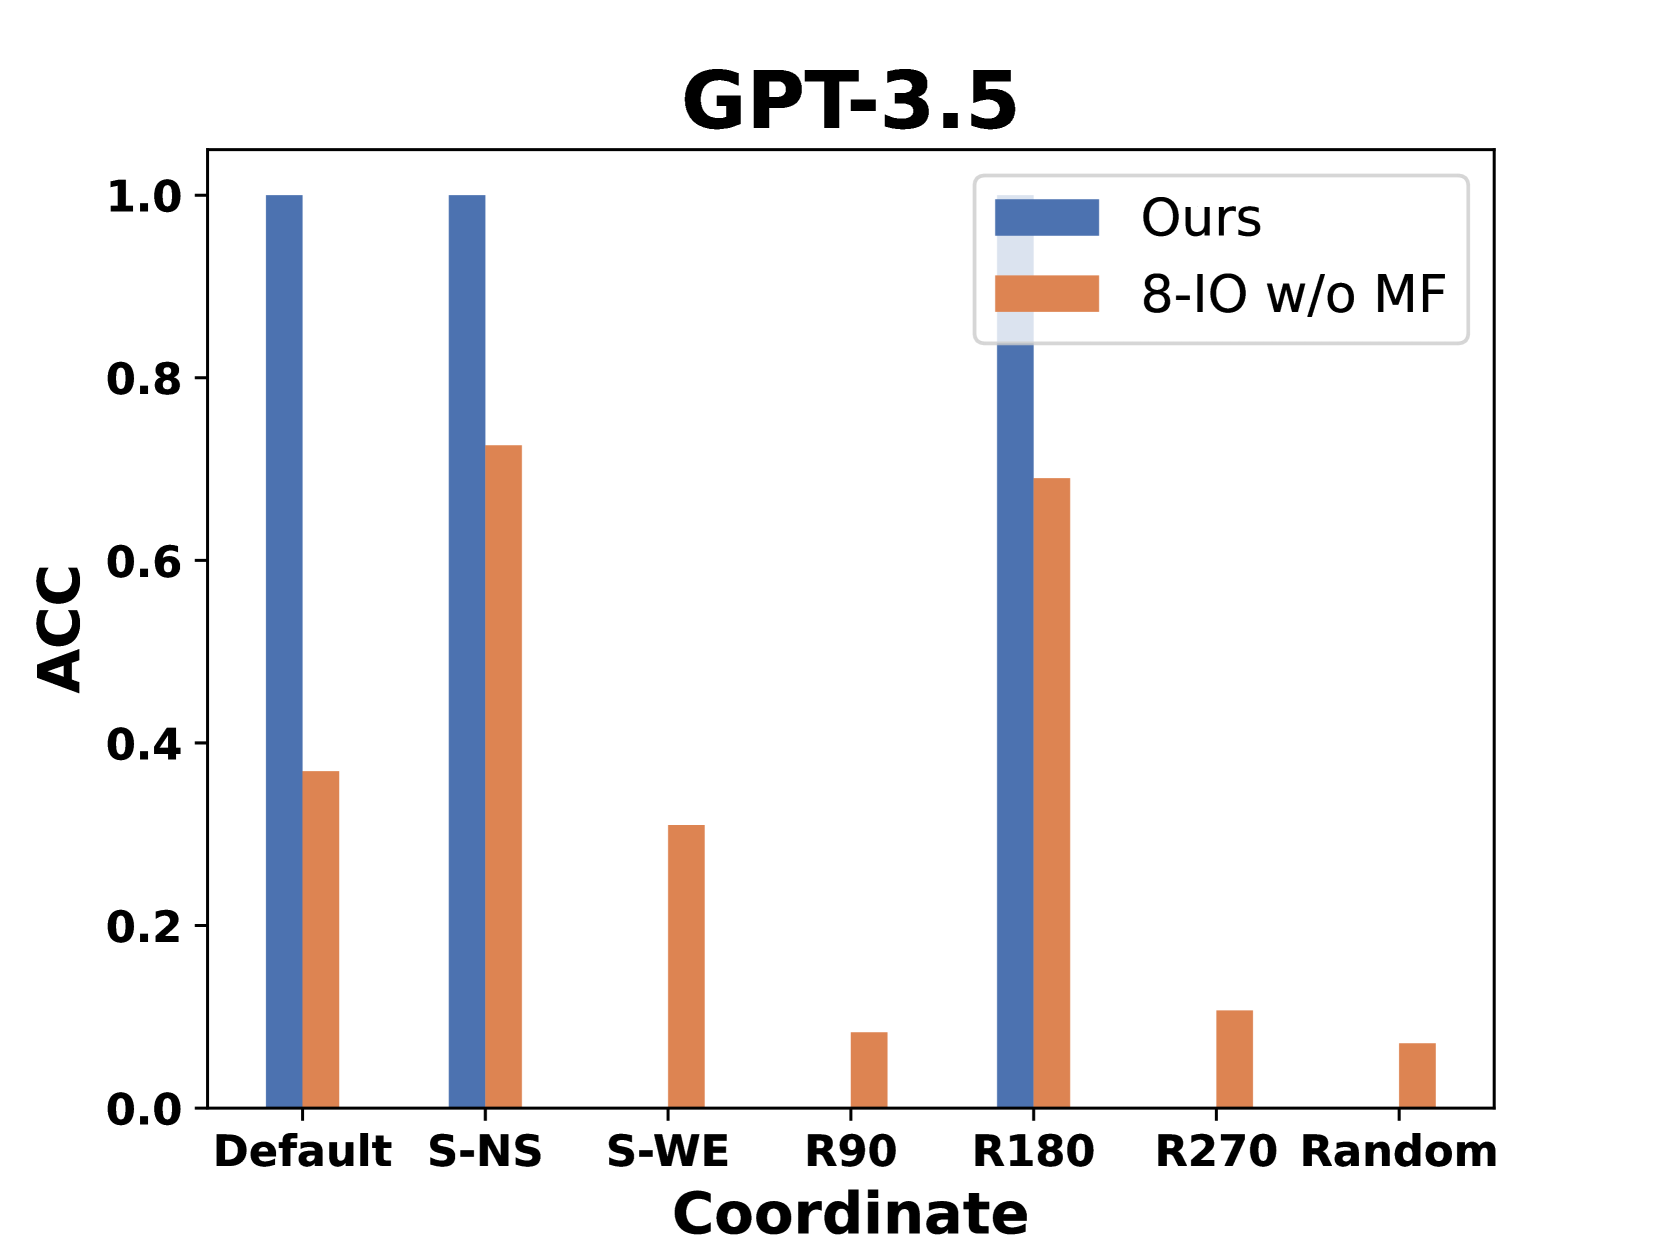 GPT-3.5
Ours
8-IO w/o MF
ACC
1.0
0.8
0.6
0.4
0.2
0.0
Default S-NS S-WE R90 R180 R270 Random
Coordinate